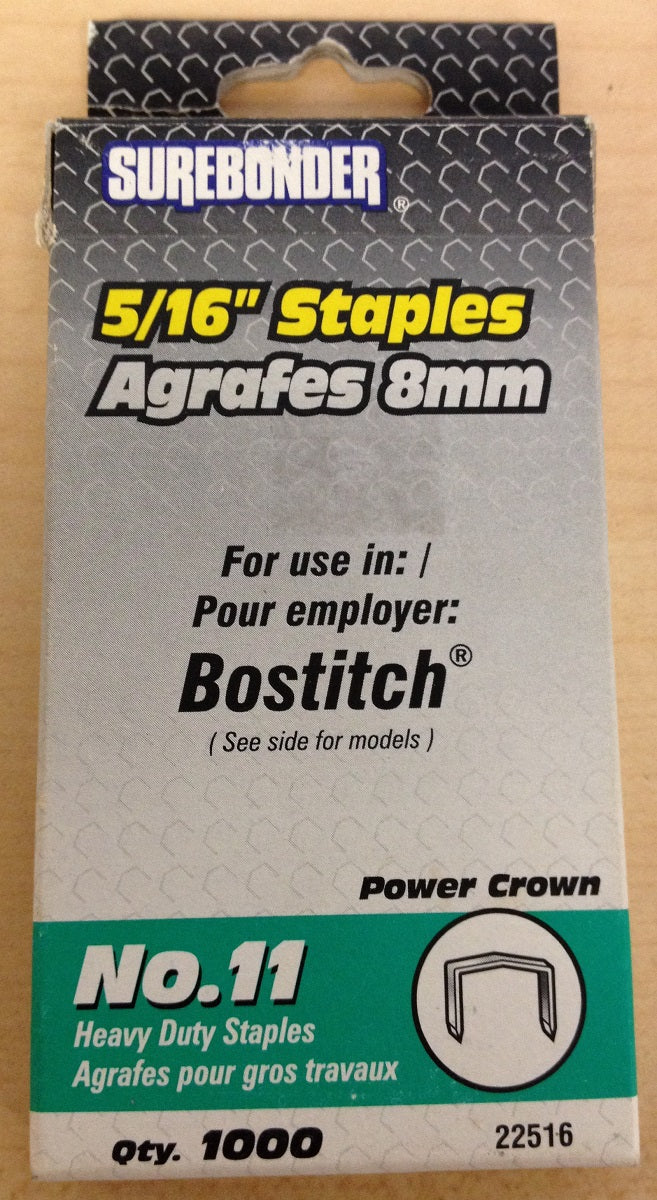 SUREBONDER®
5/16" Staples
Agrafes 8mm
For use in: /
Pour employer:
Bostitch®
( See side for models )
Power Crown
No.11
Heavy Duty Staples
Agrafes pour gros travaux
Qty. 1000
22516